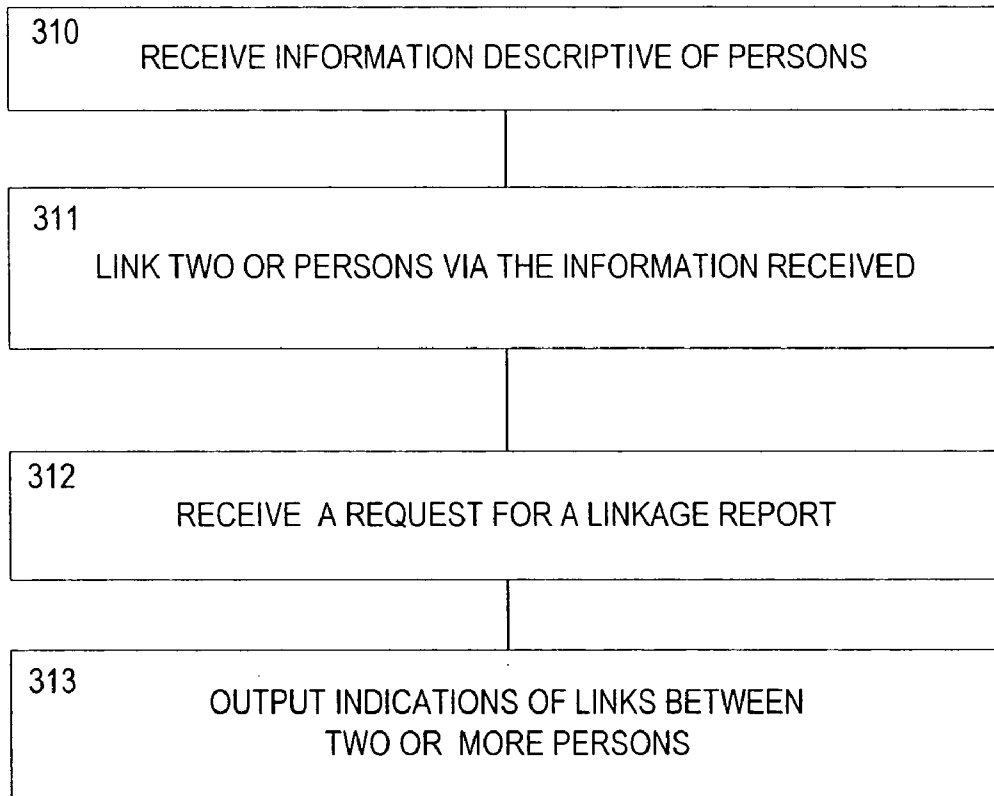 310
RECEIVE INFORMATION DESCRIPTIVE OF PERSONS
311
LINK TWO OR PERSONS VIA THE INFORMATION RECEIVED
312
RECEIVE A REQUEST FOR A LINKAGE REPORT
313
OUTPUT INDICATIONS OF LINKS BETWEEN
TWO OR MORE PERSONS